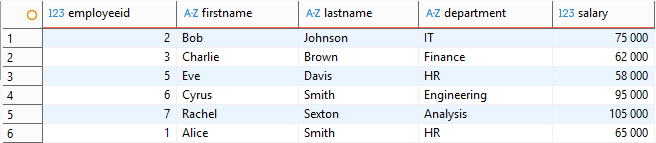 123 employeeid A-Z firstname A-Z lastname A-Z department 123 salary
1 2 Bob Johnson IT 75 000
2 3 Charlie Brown Finance 62 000
3 5 Eve Davis HR 58 000
4 6 Cyrus Smith Engineering 95 000
5 7 Rachel Sexton Analysis 105 000
6 1 Alice Smith HR 65 000